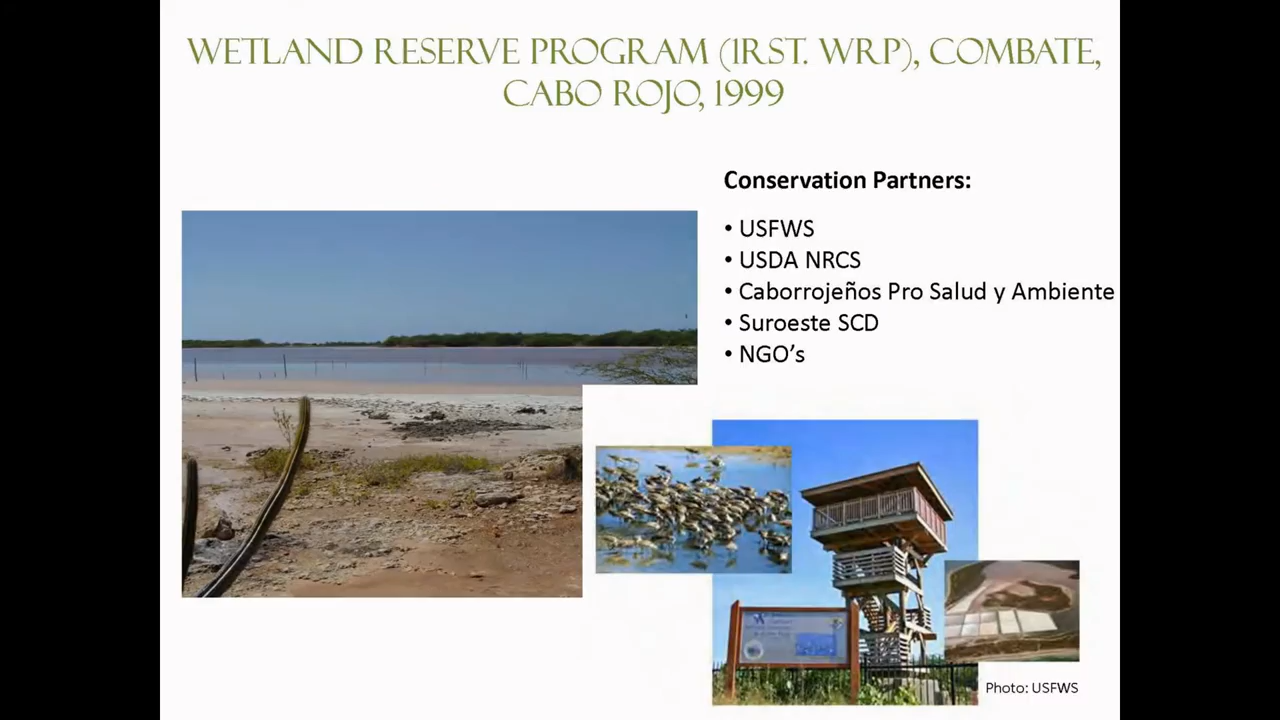 WETLAND RESERVE PROGRAM (1RST. WRP), COMBATE,
CABO ROJO, 1999
Conservation Partners:
• USFWS
• USDA NRCS
• Caborrojeños Pro Salud y Ambiente
• Suroeste SCD
• NGO’s
Photo: USFWS